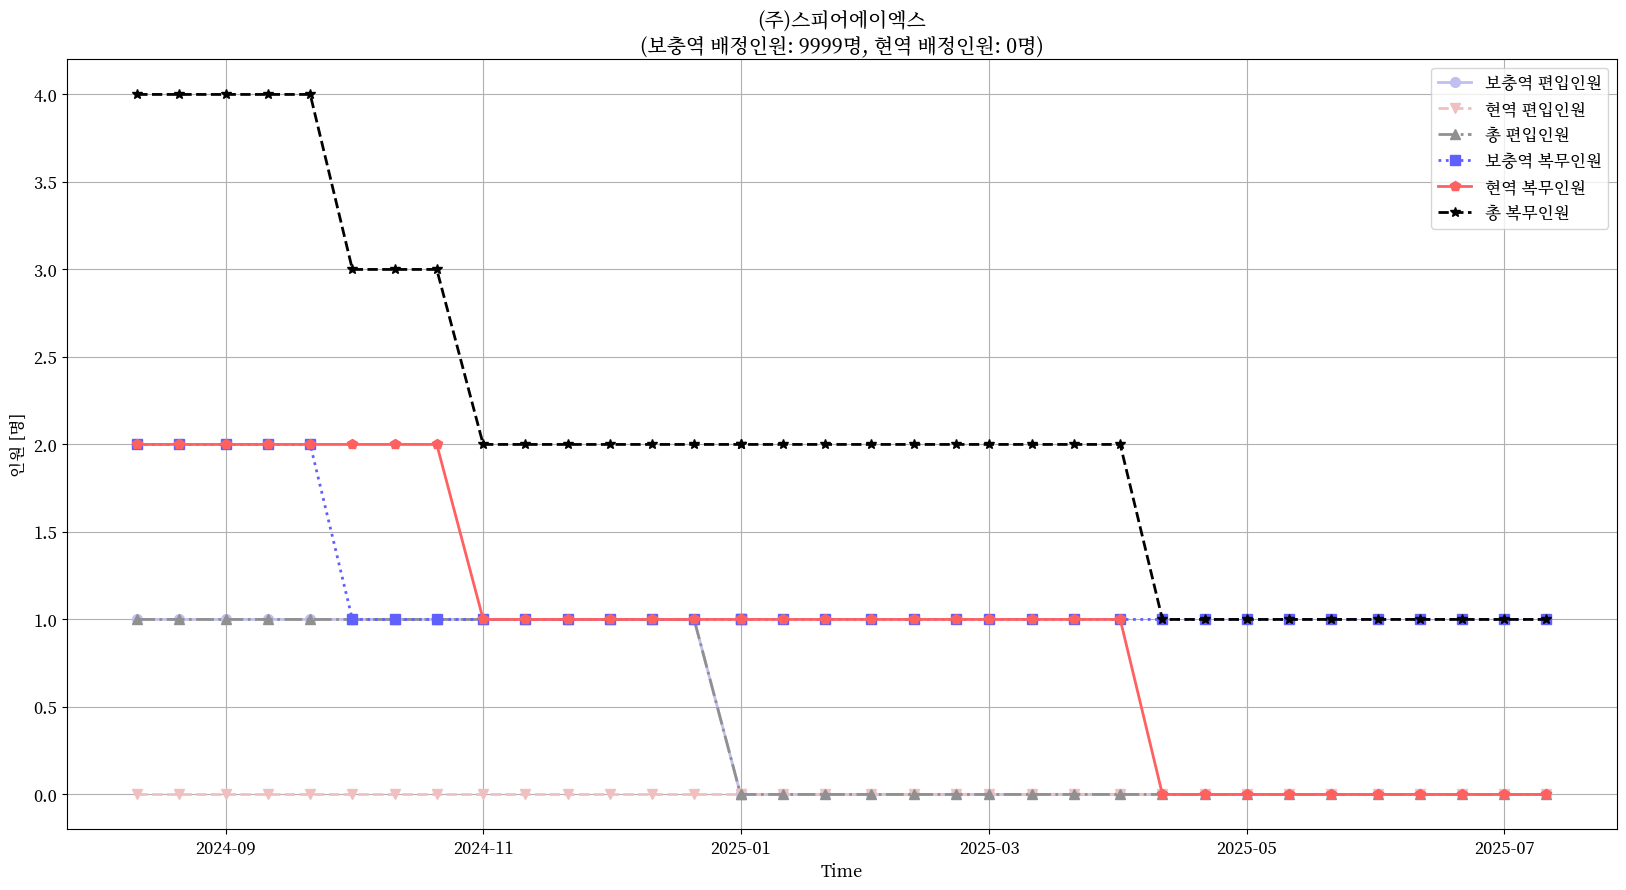 (주)스피어에이엑스
(보충역 배정인원: 9999명, 현역 배정인원: 0명)
보충역 편입인원
현역 편입인원
총 편입인원
보충역 복무인원
현역 복무인원
총 복무인원
인원 [명]
4.0
3.5
3.0
2.5
2.0
1.5
1.0
0.5
0.0
2024-09 2024-11 2025-01 2025-03 2025-05 2025-07
Time